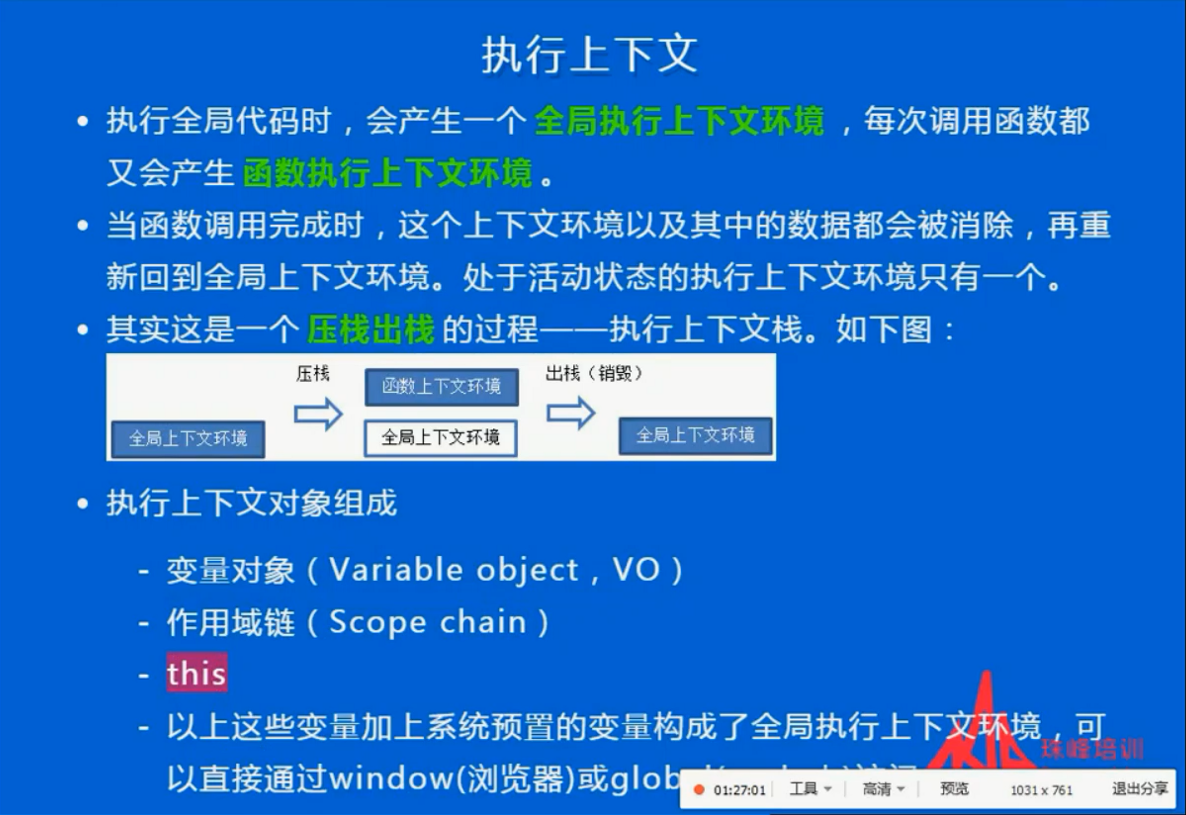 执行上下文
• 执行全局代码时，会产生一个 全局执行上下文环境 ，每次调用函数都
又会产生 函数执行上下文环境 。
• 当函数调用完成时，这个上下文环境以及其中的数据都会被消除，再重
新回到全局上下文环境。处于活动状态的执行上下文环境只有一个。
• 其实这是一个 压栈出栈 的过程——执行上下文栈。如下图：
压栈 函数上下文环境 出栈（销毁）
全局上下文环境 全局上下文环境 全局上下文环境
• 执行上下文对象组成
- 变量对象（Variable object，VO）
- 作用域链（Scope chain）
- this
- 以上这些变量加上系统预置的变量构成了全局执行上下文环境，可
以直接通过window(浏览器)或glob
珠峰培训
01:27:01 工具 高清 预览 1031 x 761 退出分享